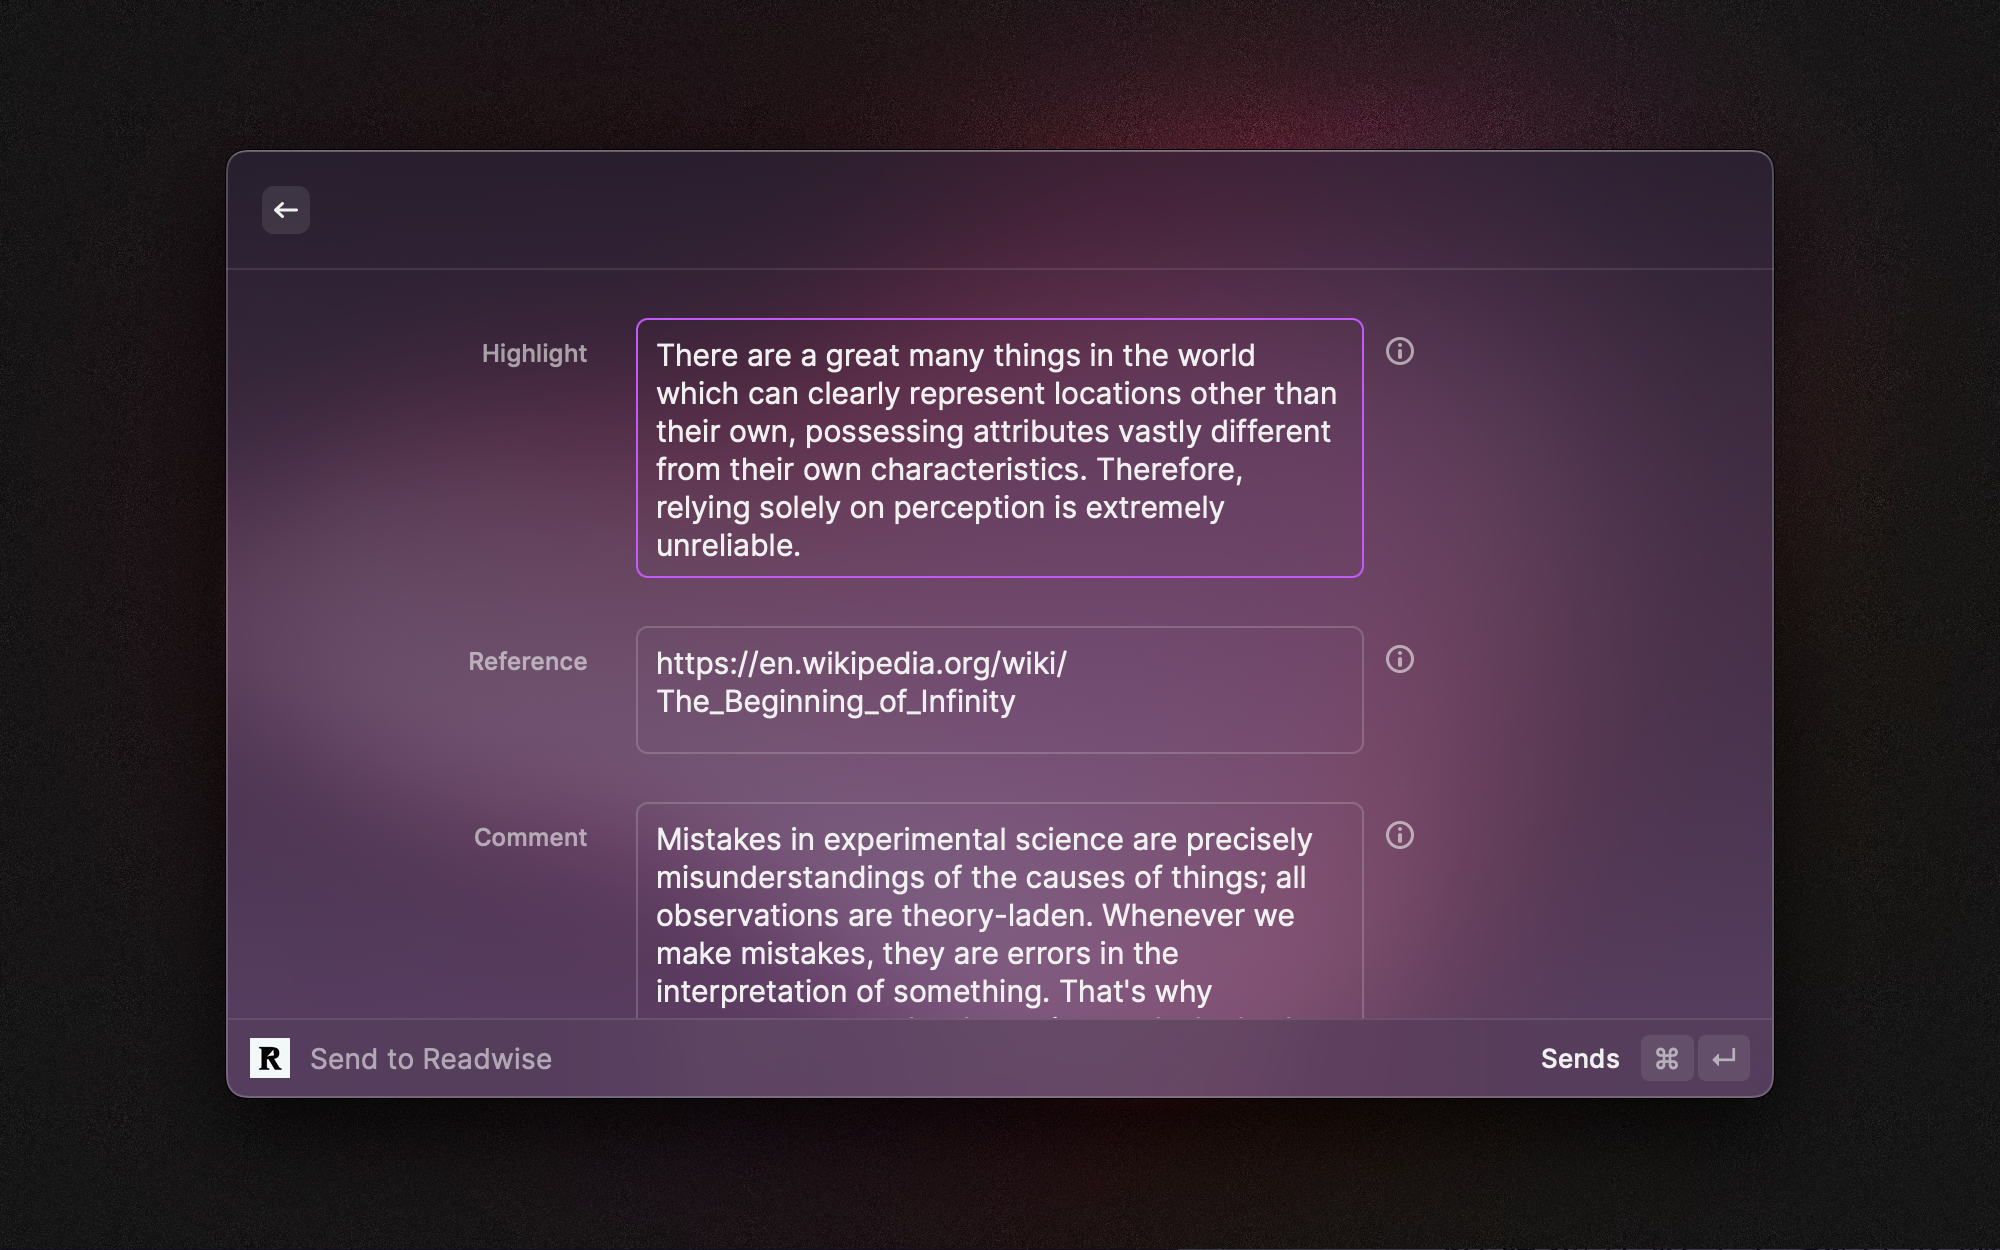 Highlight
There are a great many things in the world
which can clearly represent locations other than
their own, possessing attributes vastly different
from their own characteristics. Therefore,
relying solely on perception is extremely
unreliable.
Reference
https://en.wikipedia.org/wiki/
The_Beginning_of_Infinity
Comment
Mistakes in experimental science are precisely
misunderstandings of the causes of things; all
observations are theory-laden. Whenever we
make mistakes, they are errors in the
interpretation of something. That's why
R Send to Readwise
Sends ⌘ ↵